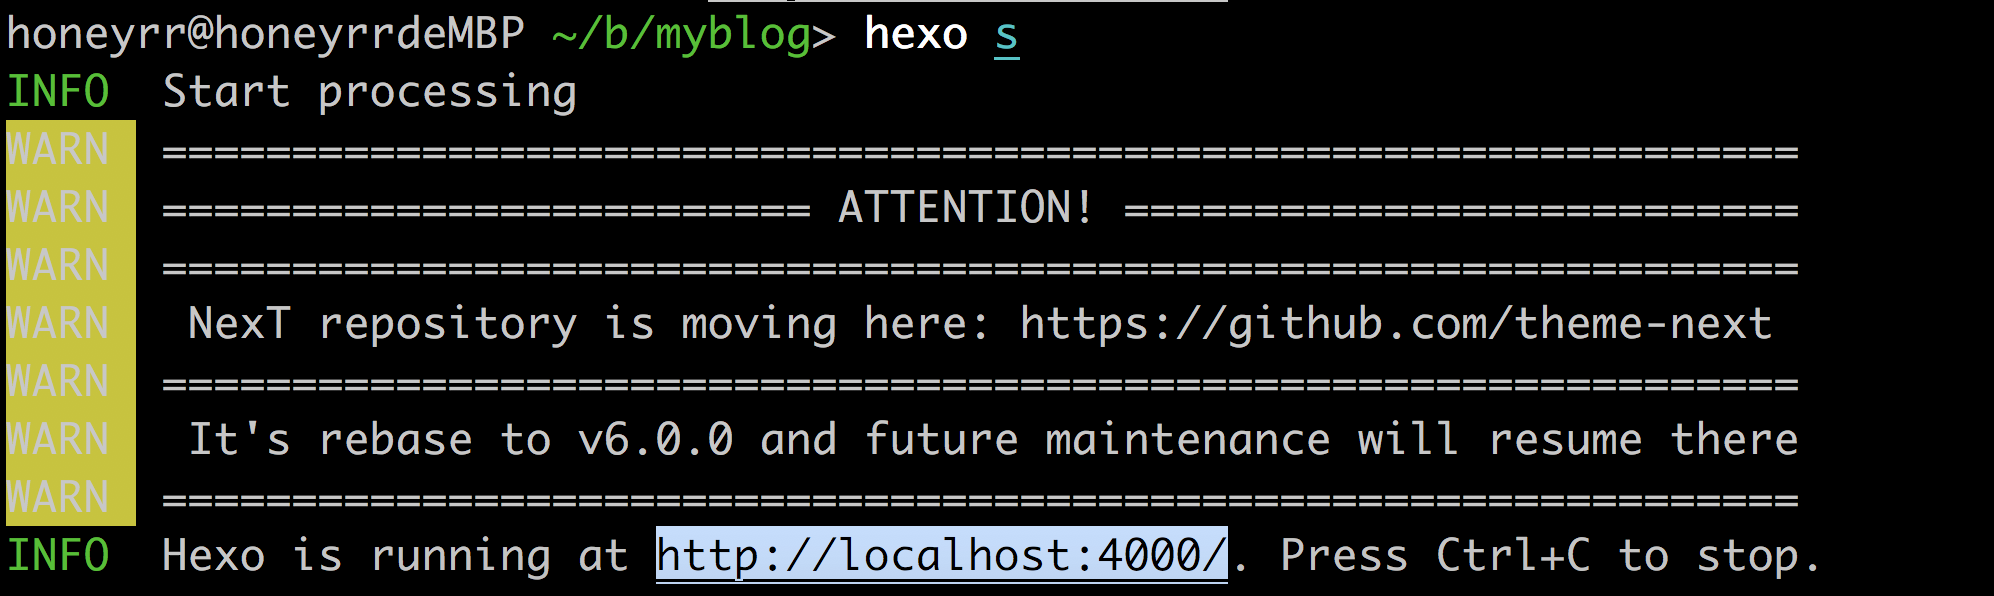 honeyrr@honeyrrdeMBP ~/b/myblog> hexo s
INFO  Start processing
WARN  ===============================================================
WARN  ========================= ATTENTION! ==========================
WARN  ===============================================================
WARN   NexT repository is moving here: https://github.com/theme-next
WARN  ===============================================================
WARN   It's rebase to v6.0.0 and future maintenance will resume there
WARN  ===============================================================
INFO  Hexo is running at http://localhost:4000/. Press Ctrl+C to stop.